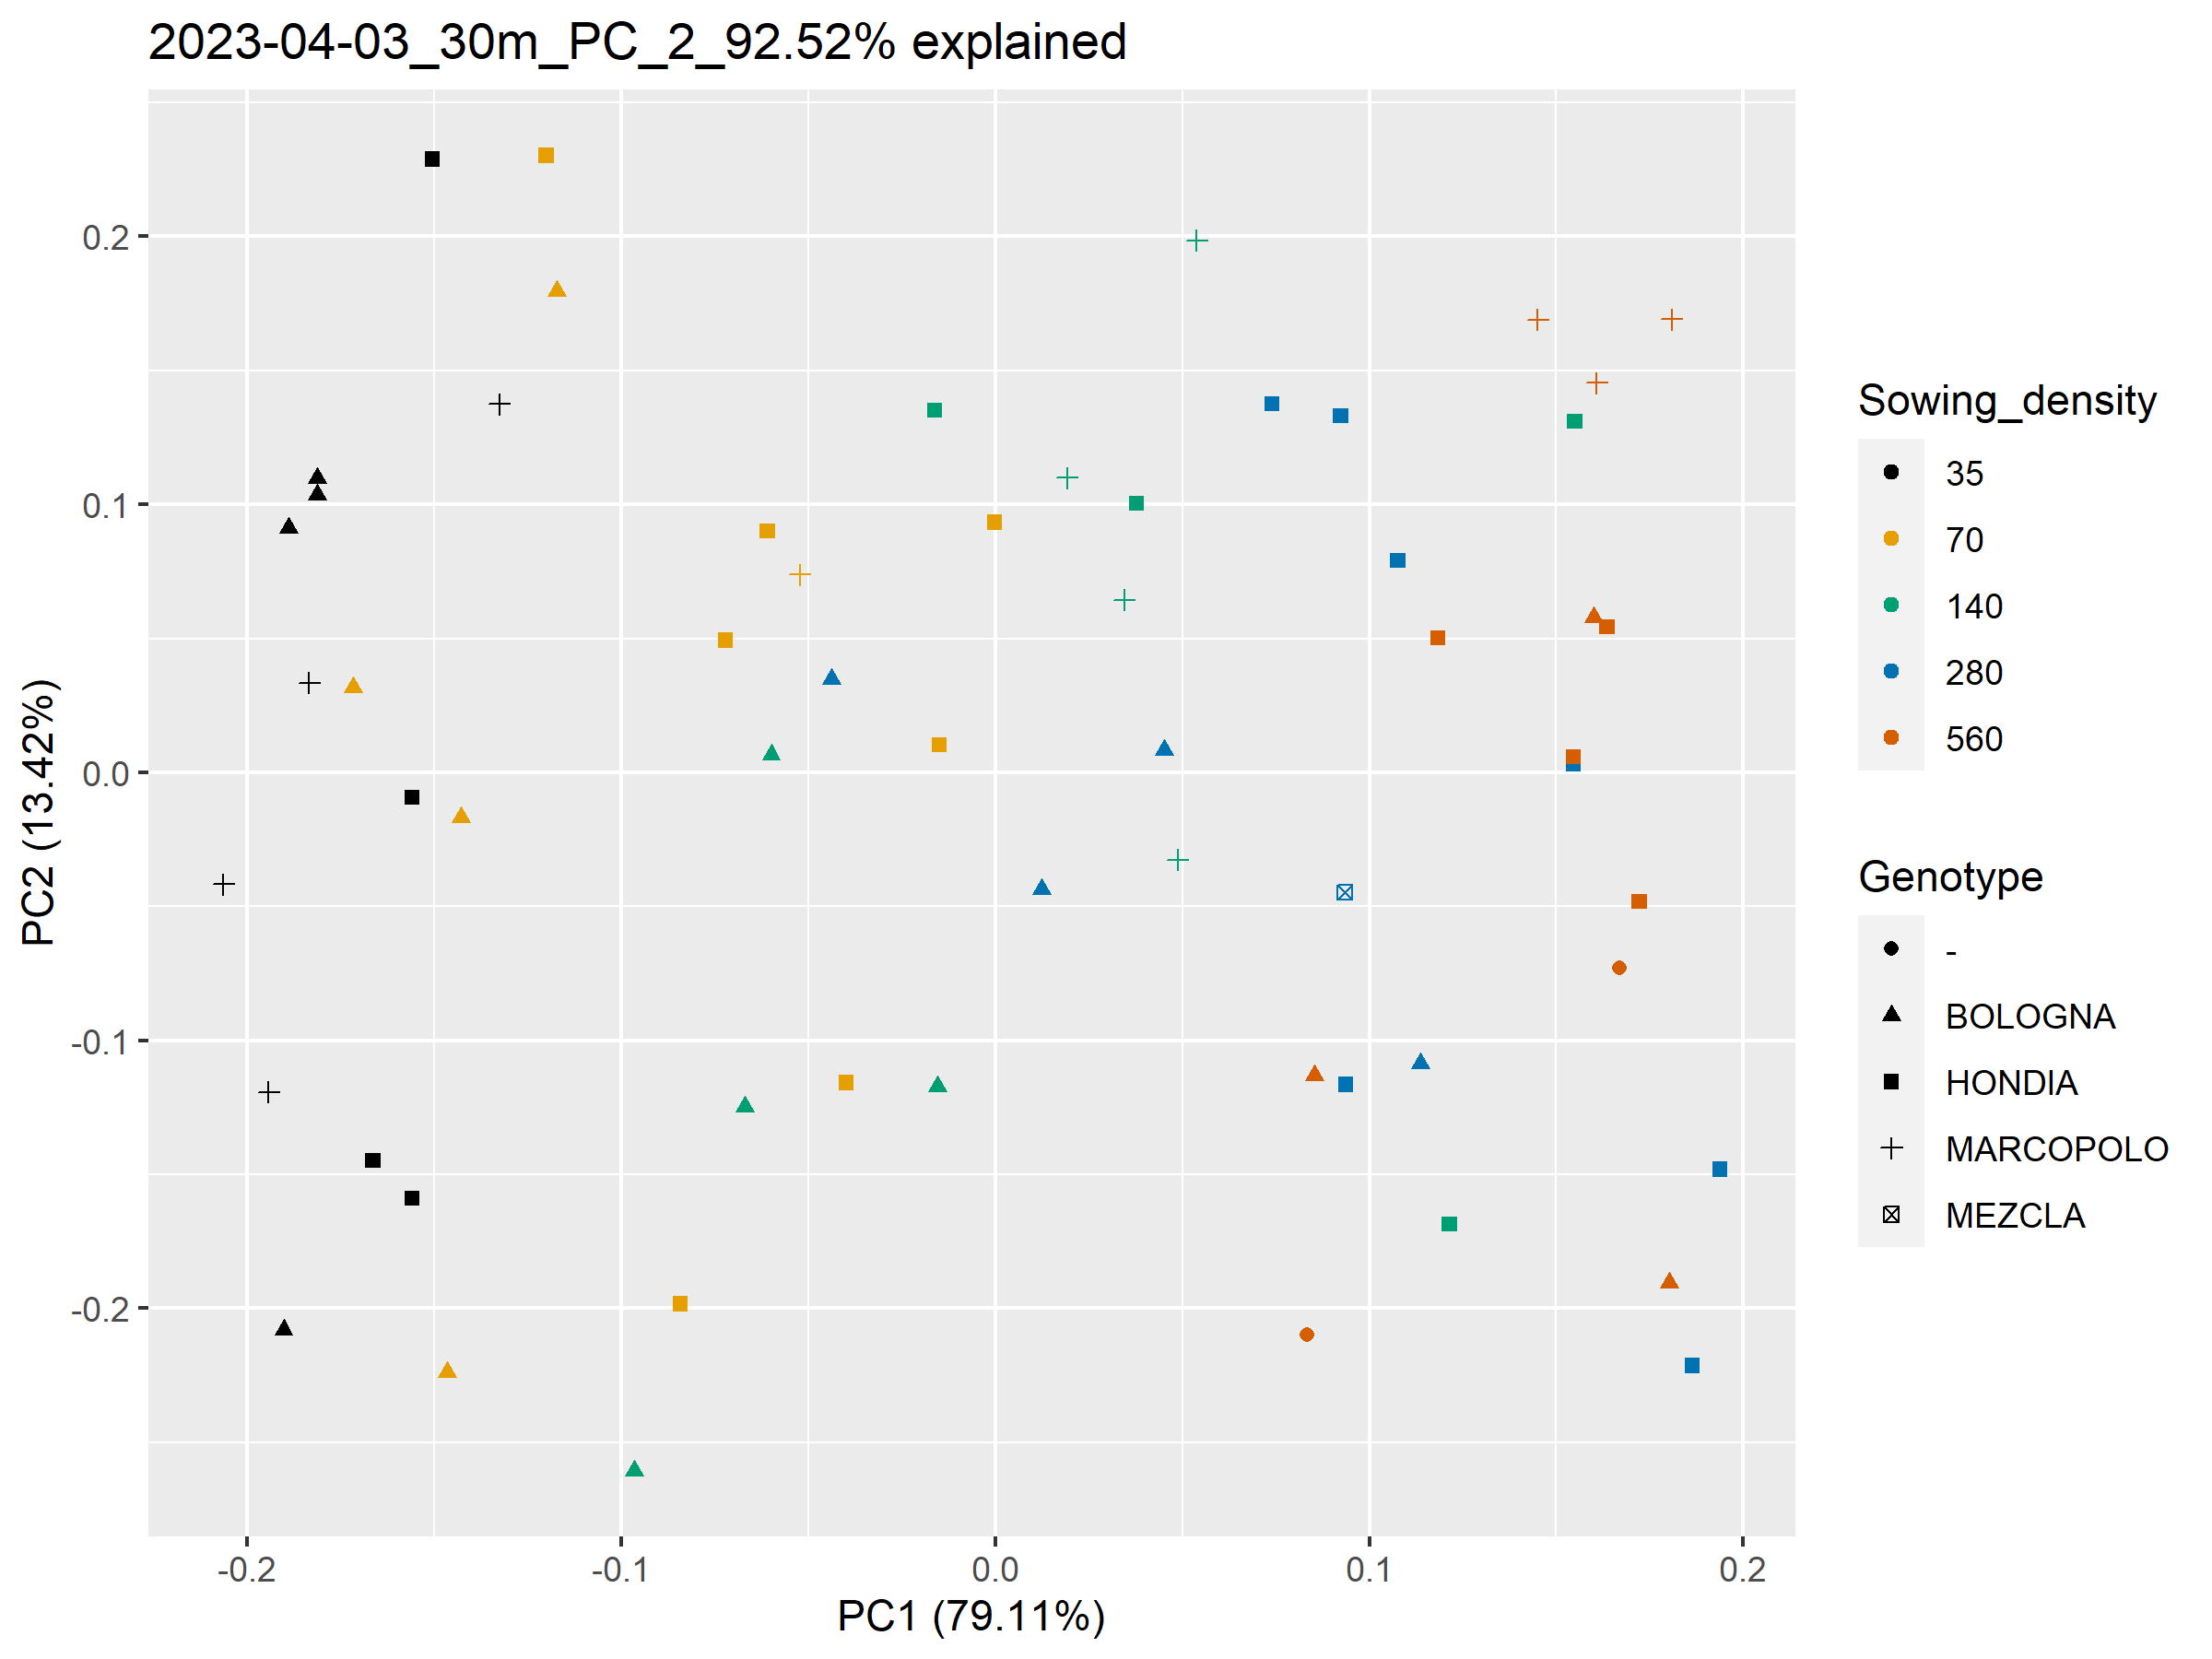 2023-04-03_30m_PC_2_92.52% explained
PC2 (13.42%)
0.2
0.1
0.0
-0.1
-0.2
-0.2
-0.1
0.0
0.1
0.2
PC1 (79.11%)
Sowing_density
35
70
140
280
560
Genotype
-
BOLOGNA
HONDIA
MARCOPOLO
MEZCLA